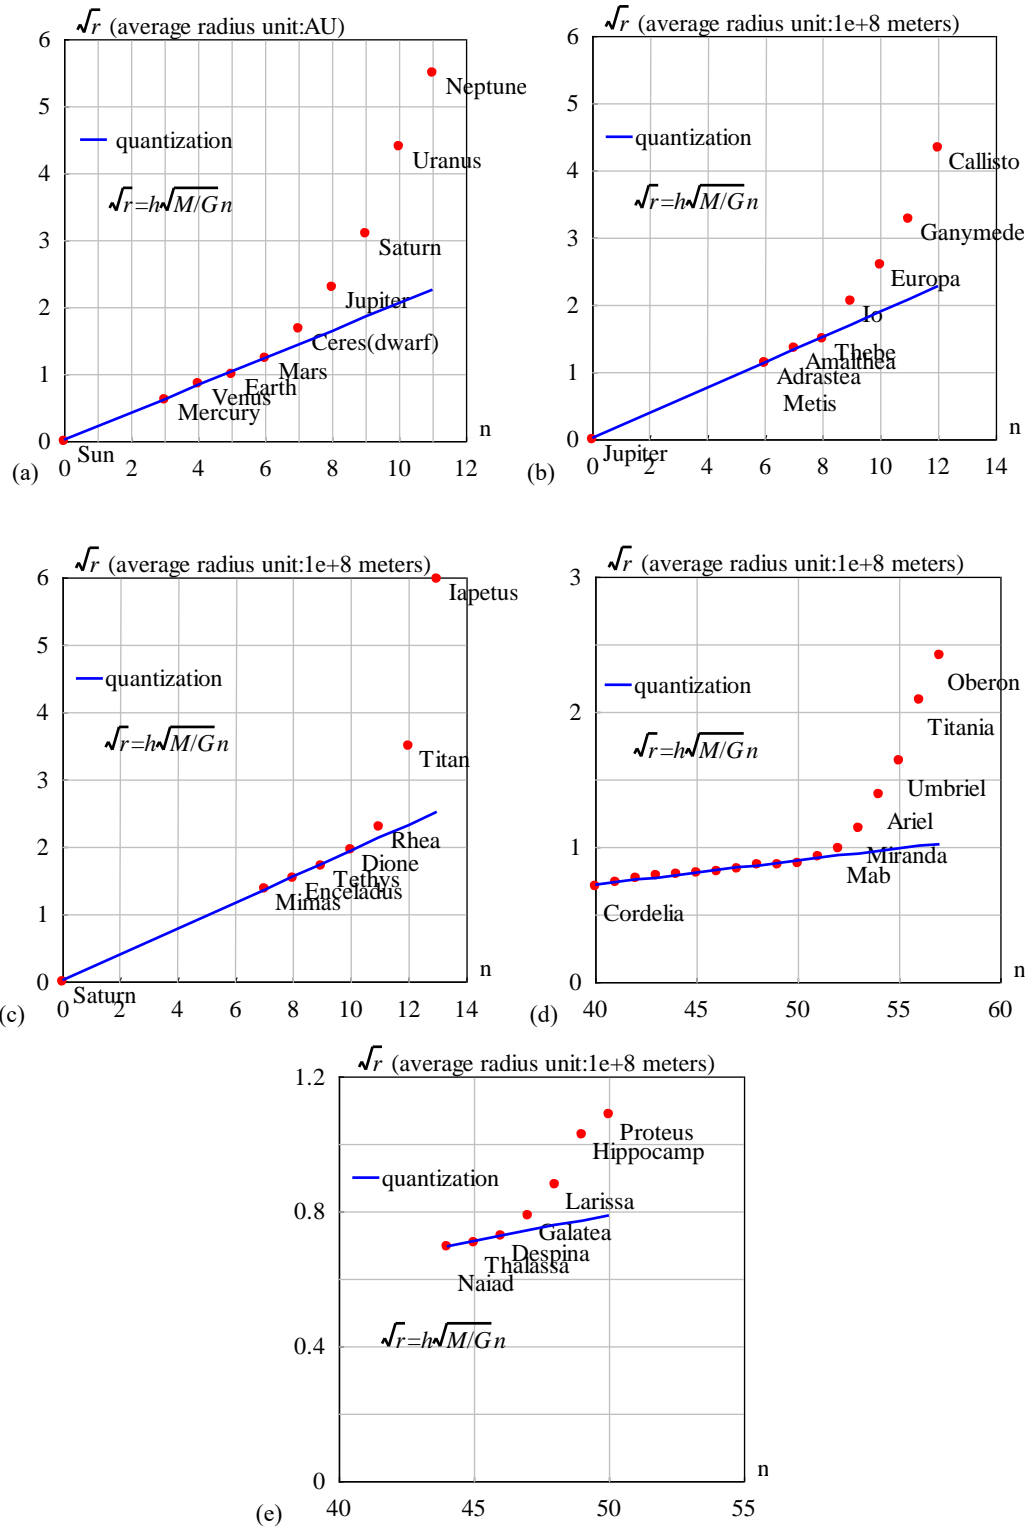 √r (average radius unit:AU)
6
5
4
3
2
1
0
quantization
√r=h√M/Gn
Neptune
Uranus
Saturn
Jupiter
Ceres(dwarf)
Mars
Earth
Venus
Mercury
Sun
n
(a)
0 2 4 6 8 10 12
√r (average radius unit:1e+8 meters)
6
5
4
3
2
1
0
quantization
√r=h√M/Gn
Callisto
Ganymede
Europa
Io
Thebe
Amalthea
Adrastea
Metis
Jupiter
n
(b)
0 2 4 6 8 10 12 14
√r (average radius unit:1e+8 meters)
6
5
4
3
2
1
0
quantization
√r=h√M/Gn
Iapetus
Titan
Rhea
Dione
Tethys
Enceladus
Mimas
Saturn
n
(c)
0 2 4 6 8 10 12 14
√r (average radius unit:1e+8 meters)
3
2
1
0
quantization
√r=h√M/Gn
Oberon
Titania
Umbriel
Ariel
Miranda
Mab
Cordelia
n
(d)
40 45 50 55 60
√r (average radius unit:1e+8 meters)
1.2
0.8
0.4
0
quantization
Proteus
Hippocamp
Larissa
Galatea
Despina
Thalassa
Naiad
√r=h√M/Gn
n
(e)
40 45 50 55